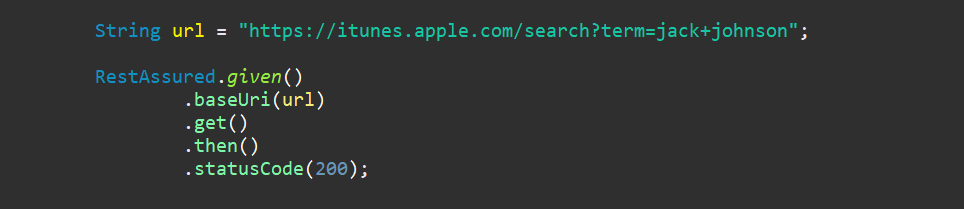 String url = "https://itunes.apple.com/search?term=jack+johnson";
RestAssured.given()
.baseUri(url)
.get()
.then()
.statusCode(200);